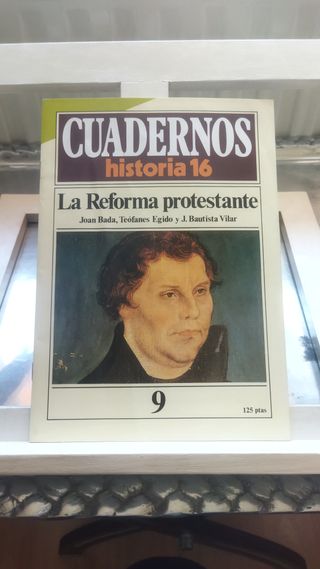 CUADERNOS
historia 16
La Reforma protestante
Joan Bada, Teófanes Egido y J. Bautista Vilar
9
125 ptas